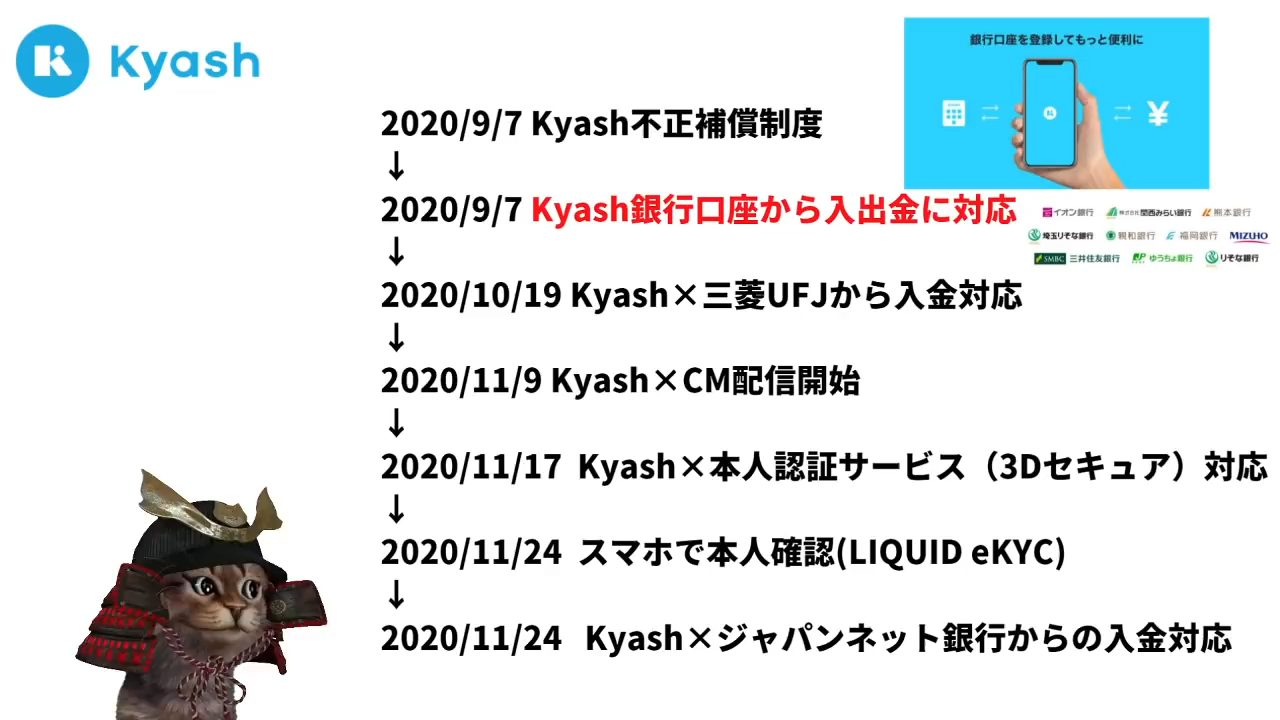 Kyash
銀行口座を登録してもっと便利に
2020/9/7 Kyash不正補償制度
↓
2020/9/7 Kyash銀行口座から入出金に対応
イオン銀行 株式会社関西みらい銀行 熊本銀行
埼玉りそな銀行 親和銀行 福岡銀行 MIZUHO
SMBC 三井住友銀行 ゆうちょ銀行 りそな銀行
↓
2020/10/19 Kyash×三菱UFJから入金対応
↓
2020/11/9 Kyash×CM配信開始
↓
2020/11/17 Kyash×本人認証サービス（3Dセキュア）対応
↓
2020/11/24 スマホで本人確認(LIQUID eKYC)
↓
2020/11/24 Kyash×ジャパンネット銀行からの入金対応